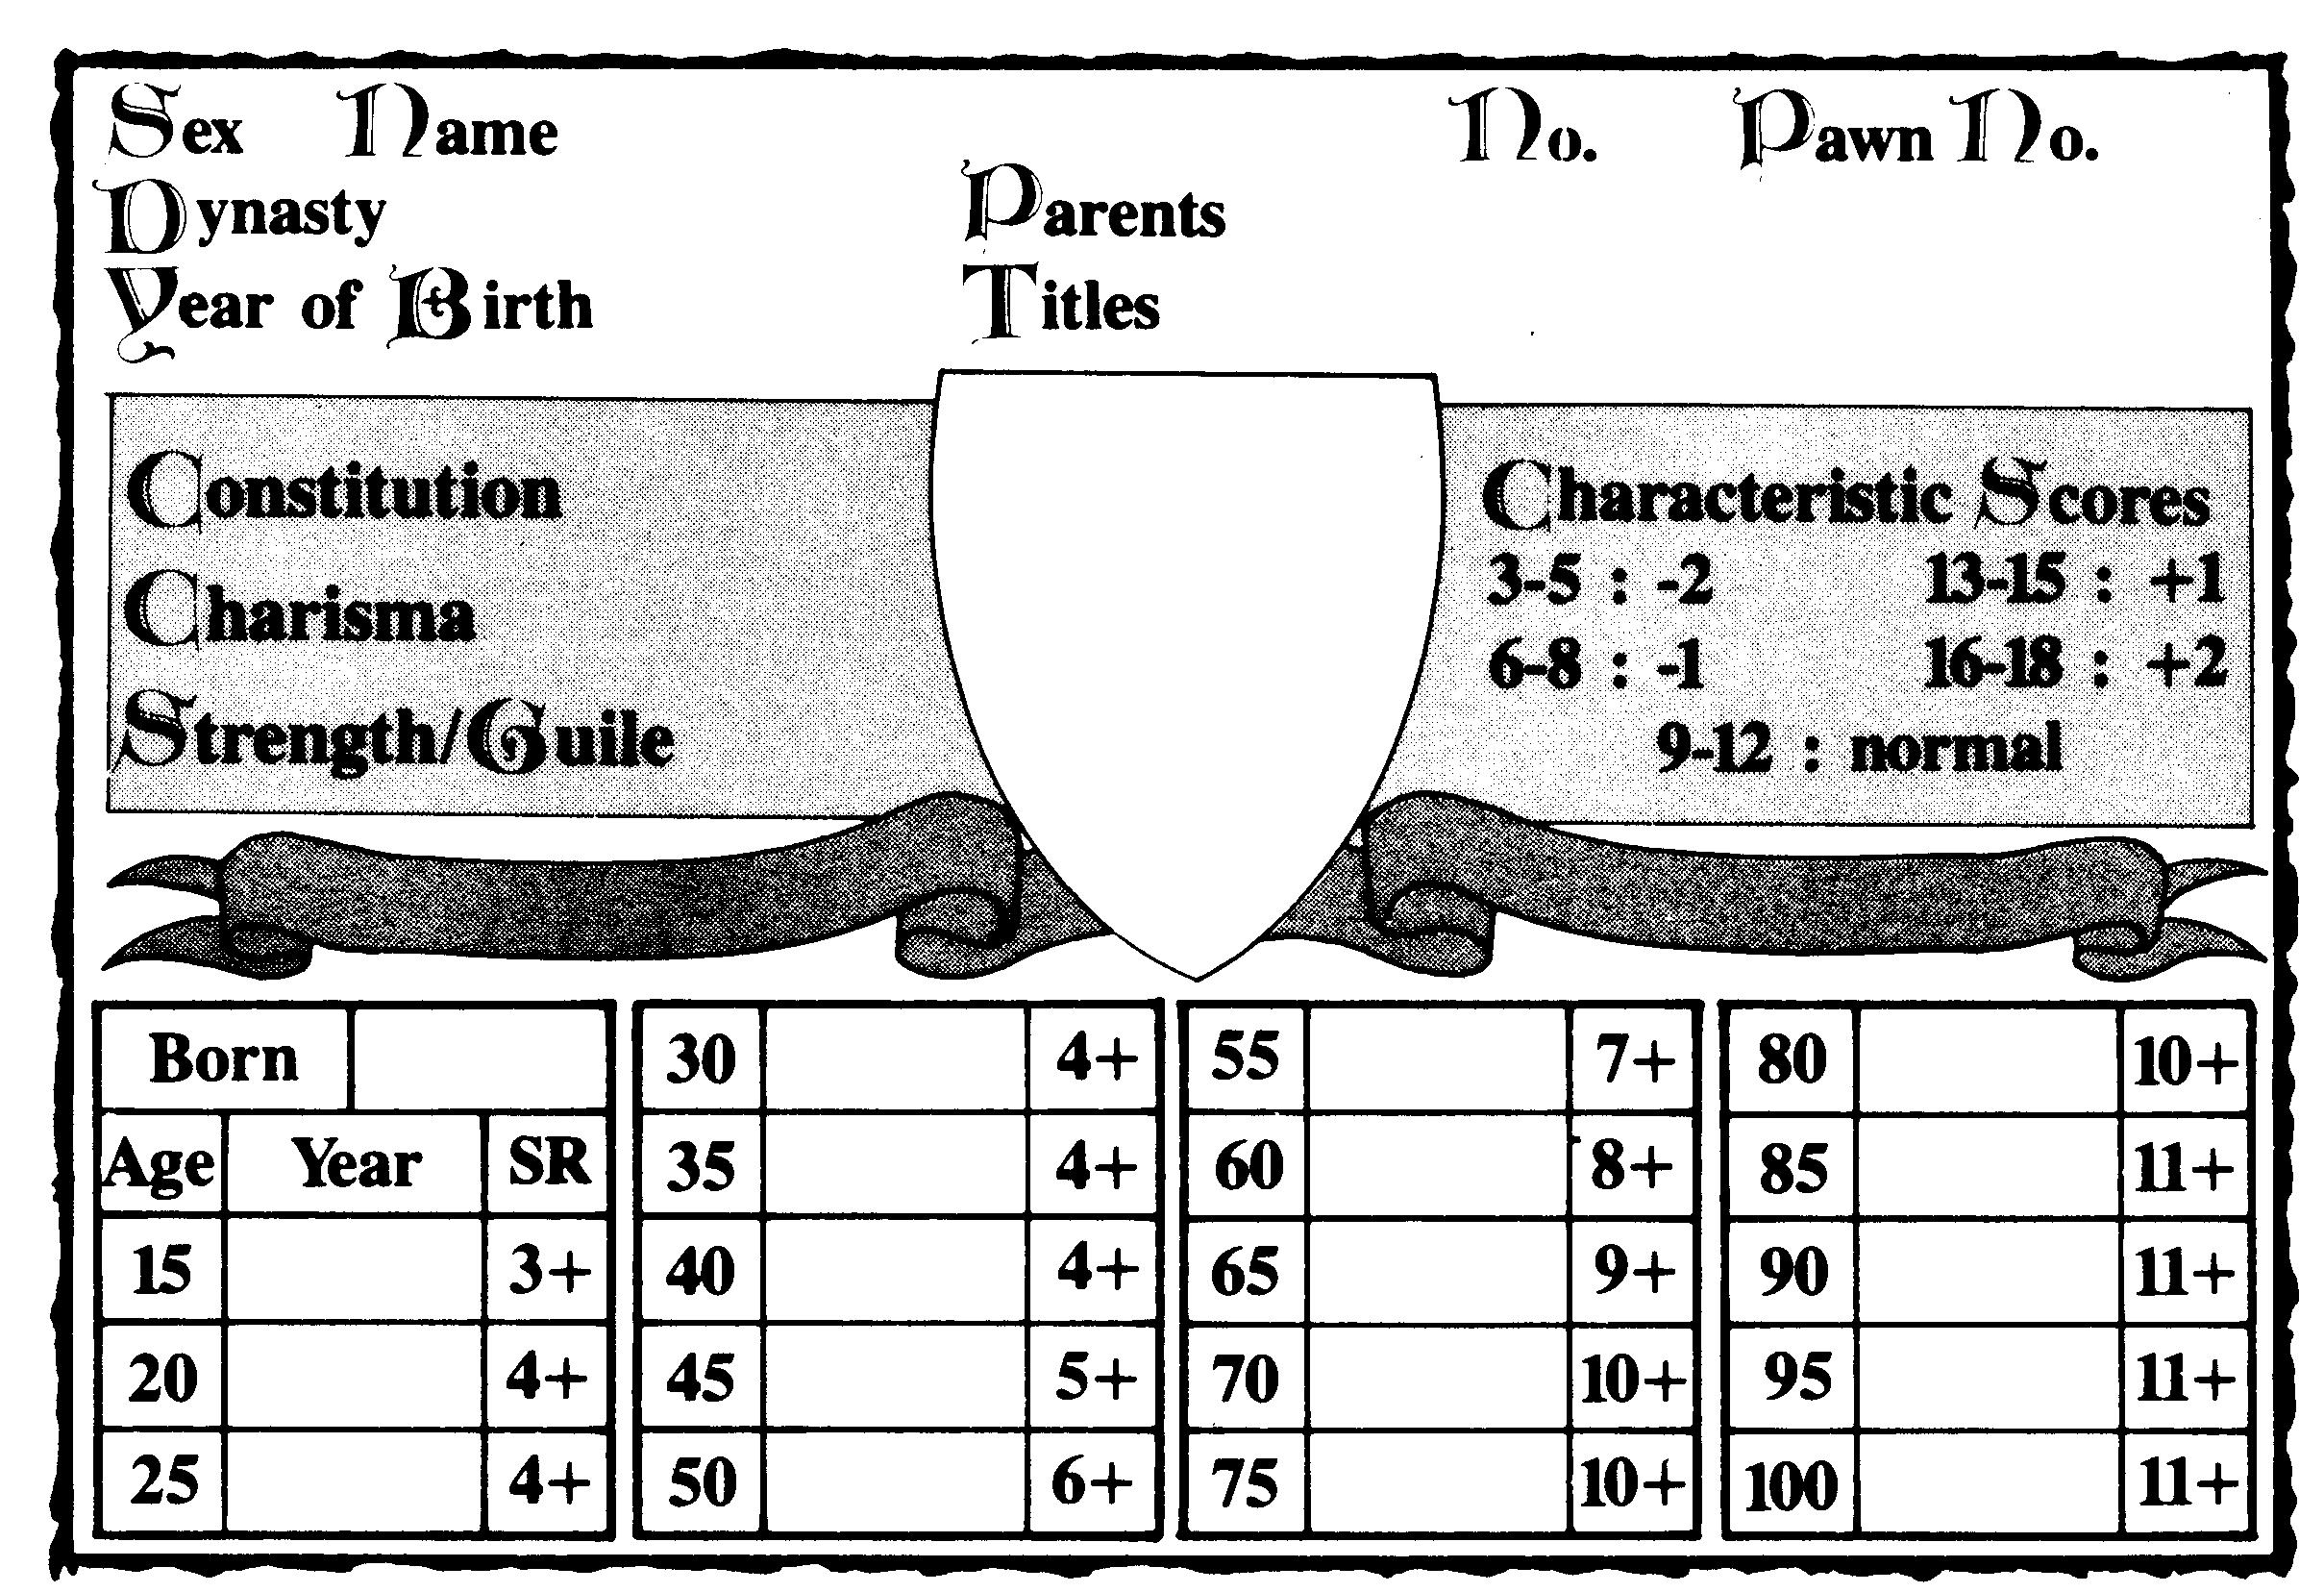 Sex Name No. Pawn No.
Dynasty Parents
Year of Birth Titles
Constitution
Charisma
Strength/Guile
Characteristic Scores
3-5 : -2 13-15 : +1
6-8 : -1 16-18 : +2
9-12 : normal
Born 30 4+ 55 7+ 80 10+
Age Year SR 35 4+ 60 8+ 85 11+
15 3+ 40 4+ 65 9+ 90 11+
20 4+ 45 5+ 70 10+ 95 11+
25 4+ 50 6+ 75 10+ 100 11+